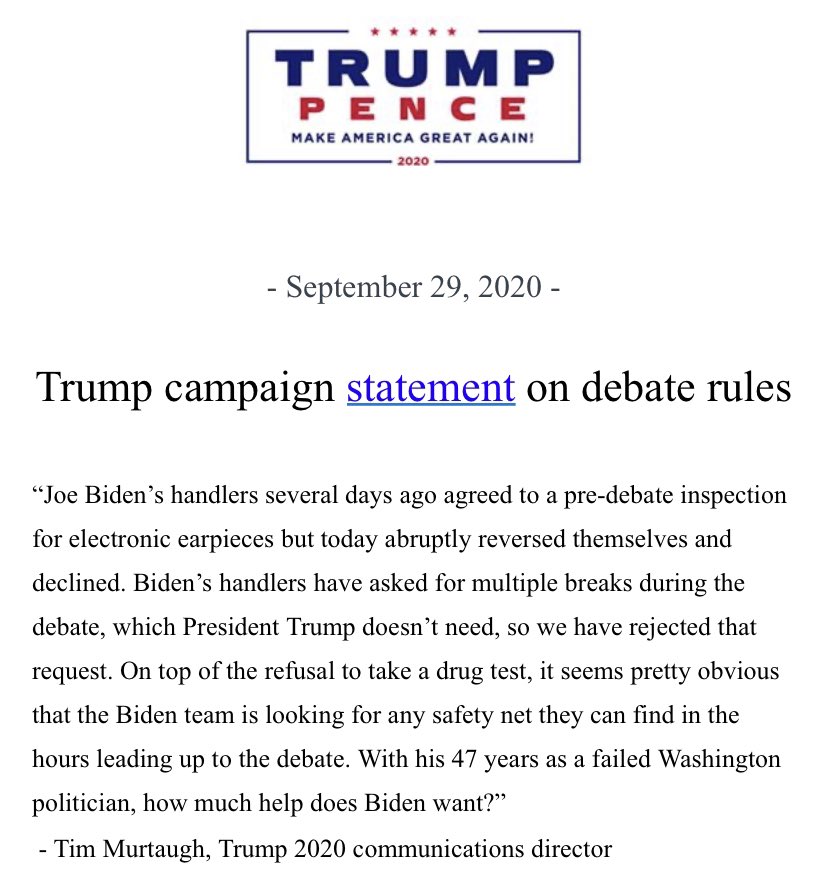 TRUMP
PENCE
MAKE AMERICA GREAT AGAIN!
2020
- September 29, 2020 -
Trump campaign statement on debate rules
“Joe Biden’s handlers several days ago agreed to a pre-debate inspection
for electronic earpieces but today abruptly reversed themselves and
declined. Biden’s handlers have asked for multiple breaks during the
debate, which President Trump doesn’t need, so we have rejected that
request. On top of the refusal to take a drug test, it seems pretty obvious
that the Biden team is looking for any safety net they can find in the
hours leading up to the debate. With his 47 years as a failed Washington
politician, how much help does Biden want?”
- Tim Murtaugh, Trump 2020 communications director